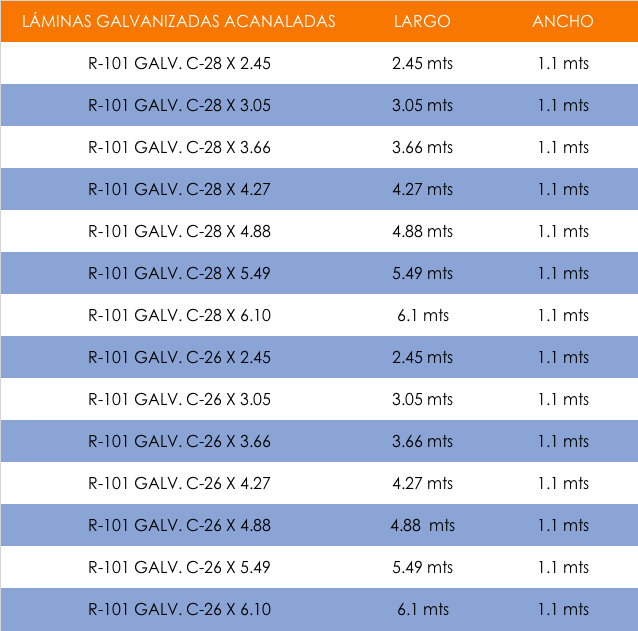 LÁMINAS GALVANIZADAS ACANALADAS LARGO ANCHO
R-101 GALV. C-28 X 2.45 2.45 mts 1.1 mts
R-101 GALV. C-28 X 3.05 3.05 mts 1.1 mts
R-101 GALV. C-28 X 3.66 3.66 mts 1.1 mts
R-101 GALV. C-28 X 4.27 4.27 mts 1.1 mts
R-101 GALV. C-28 X 4.88 4.88 mts 1.1 mts
R-101 GALV. C-28 X 5.49 5.49 mts 1.1 mts
R-101 GALV. C-28 X 6.10 6.1 mts 1.1 mts
R-101 GALV. C-26 X 2.45 2.45 mts 1.1 mts
R-101 GALV. C-26 X 3.05 3.05 mts 1.1 mts
R-101 GALV. C-26 X 3.66 3.66 mts 1.1 mts
R-101 GALV. C-26 X 4.27 4.27 mts 1.1 mts
R-101 GALV. C-26 X 4.88 4.88 mts 1.1 mts
R-101 GALV. C-26 X 5.49 5.49 mts 1.1 mts
R-101 GALV. C-26 X 6.10 6.1 mts 1.1 mts